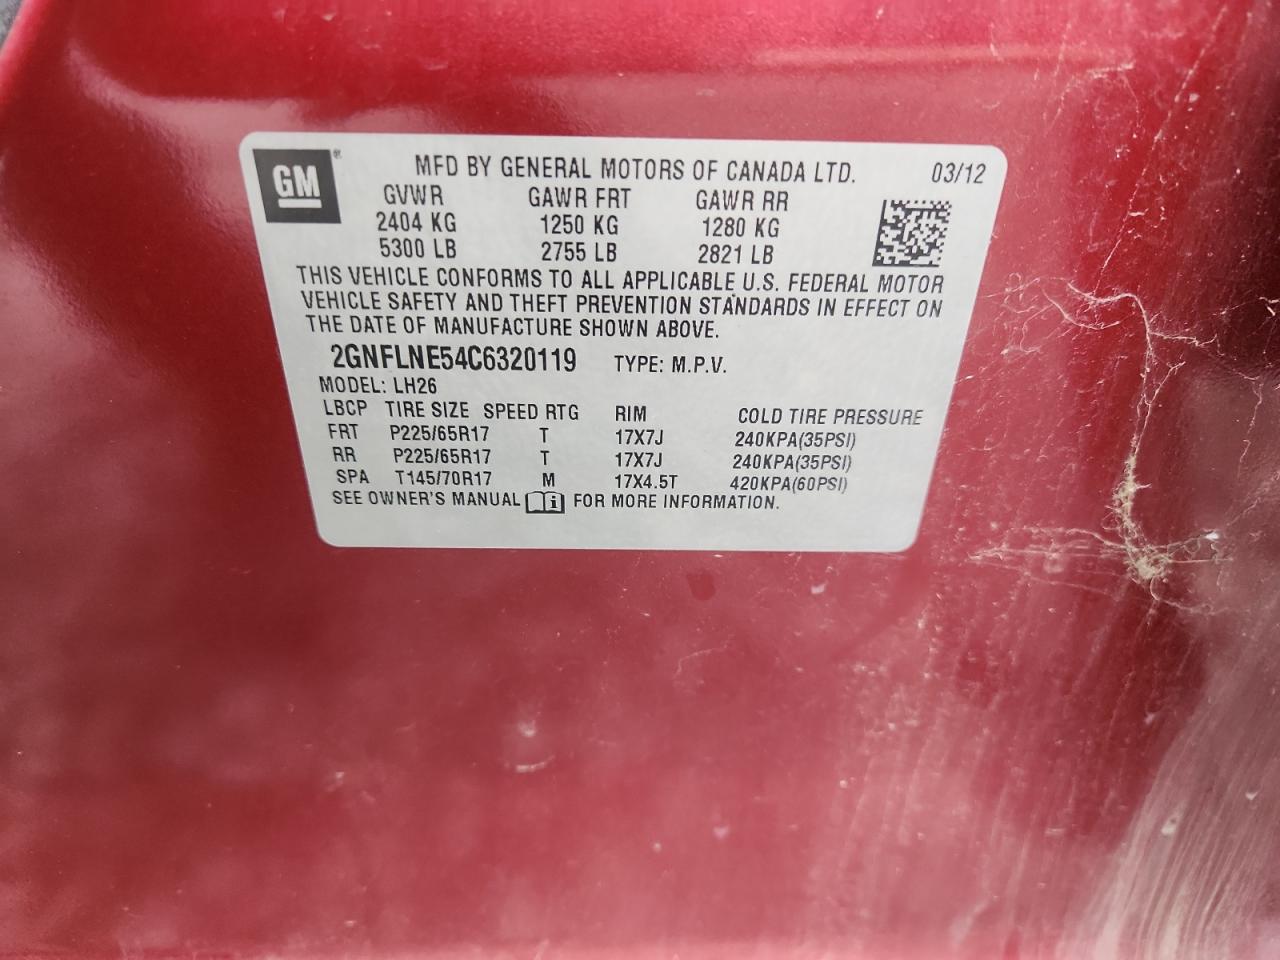 GM® MFD BY GENERAL MOTORS OF CANADA LTD. 03/12
GVWR GAWR FRT GAWR RR
2404 KG 1250 KG 1280 KG
5300 LB 2755 LB 2821 LB
THIS VEHICLE CONFORMS TO ALL APPLICABLE U.S. FEDERAL MOTOR
VEHICLE SAFETY AND THEFT PREVENTION STANDARDS IN EFFECT ON
THE DATE OF MANUFACTURE SHOWN ABOVE.
2GNFLNE54C6320119 TYPE: M.P.V.
MODEL: LH26
LBCP TIRE SIZE SPEED RTG RIM COLD TIRE PRESSURE
FRT P225/65R17 T 17X7J 240KPA(35PSI)
RR P225/65R17 T 17X7J 240KPA(35PSI)
SPA T145/70R17 M 17X4.5T 420KPA(60PSI)
SEE OWNER'S MANUAL i FOR MORE INFORMATION.